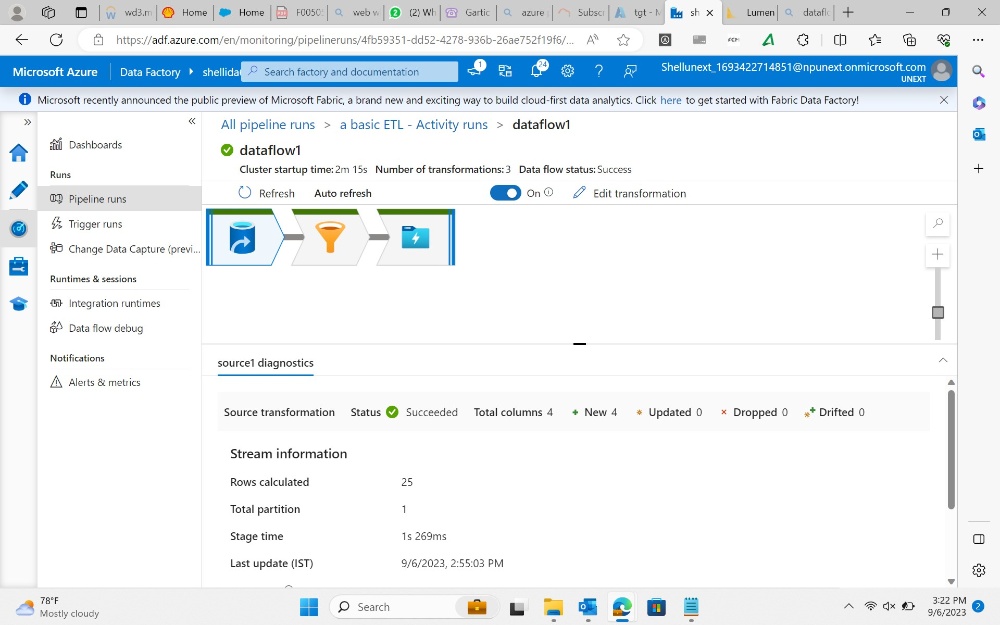 wd3.m
Home
Home
F00505
web w
(2) Wh
Gartic
azure
Subscr
tgt - M
sh
Lumen
dataflo
https://adf.azure.com/en/monitoring/pipelineruns/4fb59351-dd52-4278-936b-26ae752f19f6/...
Microsoft Azure
Data Factory
shellida
Search factory and documentation
1
24
Shellunext_1693422714851@npunext.onmicrosoft.com
UNEXT
Microsoft recently announced the public preview of Microsoft Fabric, a brand new and exciting way to build cloud-first data analytics. Click here to get started with Fabric Data Factory!
Dashboards
Runs
Pipeline runs
Trigger runs
Change Data Capture (previ...
Runtimes & sessions
Integration runtimes
Data flow debug
Notifications
Alerts & metrics
All pipeline runs > a basic ETL - Activity runs > dataflow1
dataflow1
Cluster startup time: 2m 15s Number of transformations: 3 Data flow status: Success
Refresh Auto refresh On Edit transformation
source1 diagnostics
Source transformation Status Succeeded Total columns 4 New 4 Updated 0 Dropped 0 Drifted 0
Stream information
Rows calculated 25
Total partition 1
Stage time 1s 269ms
Last update (IST) 9/6/2023, 2:55:03 PM
78°F
Mostly cloudy
Search
3:22 PM
9/6/2023
2